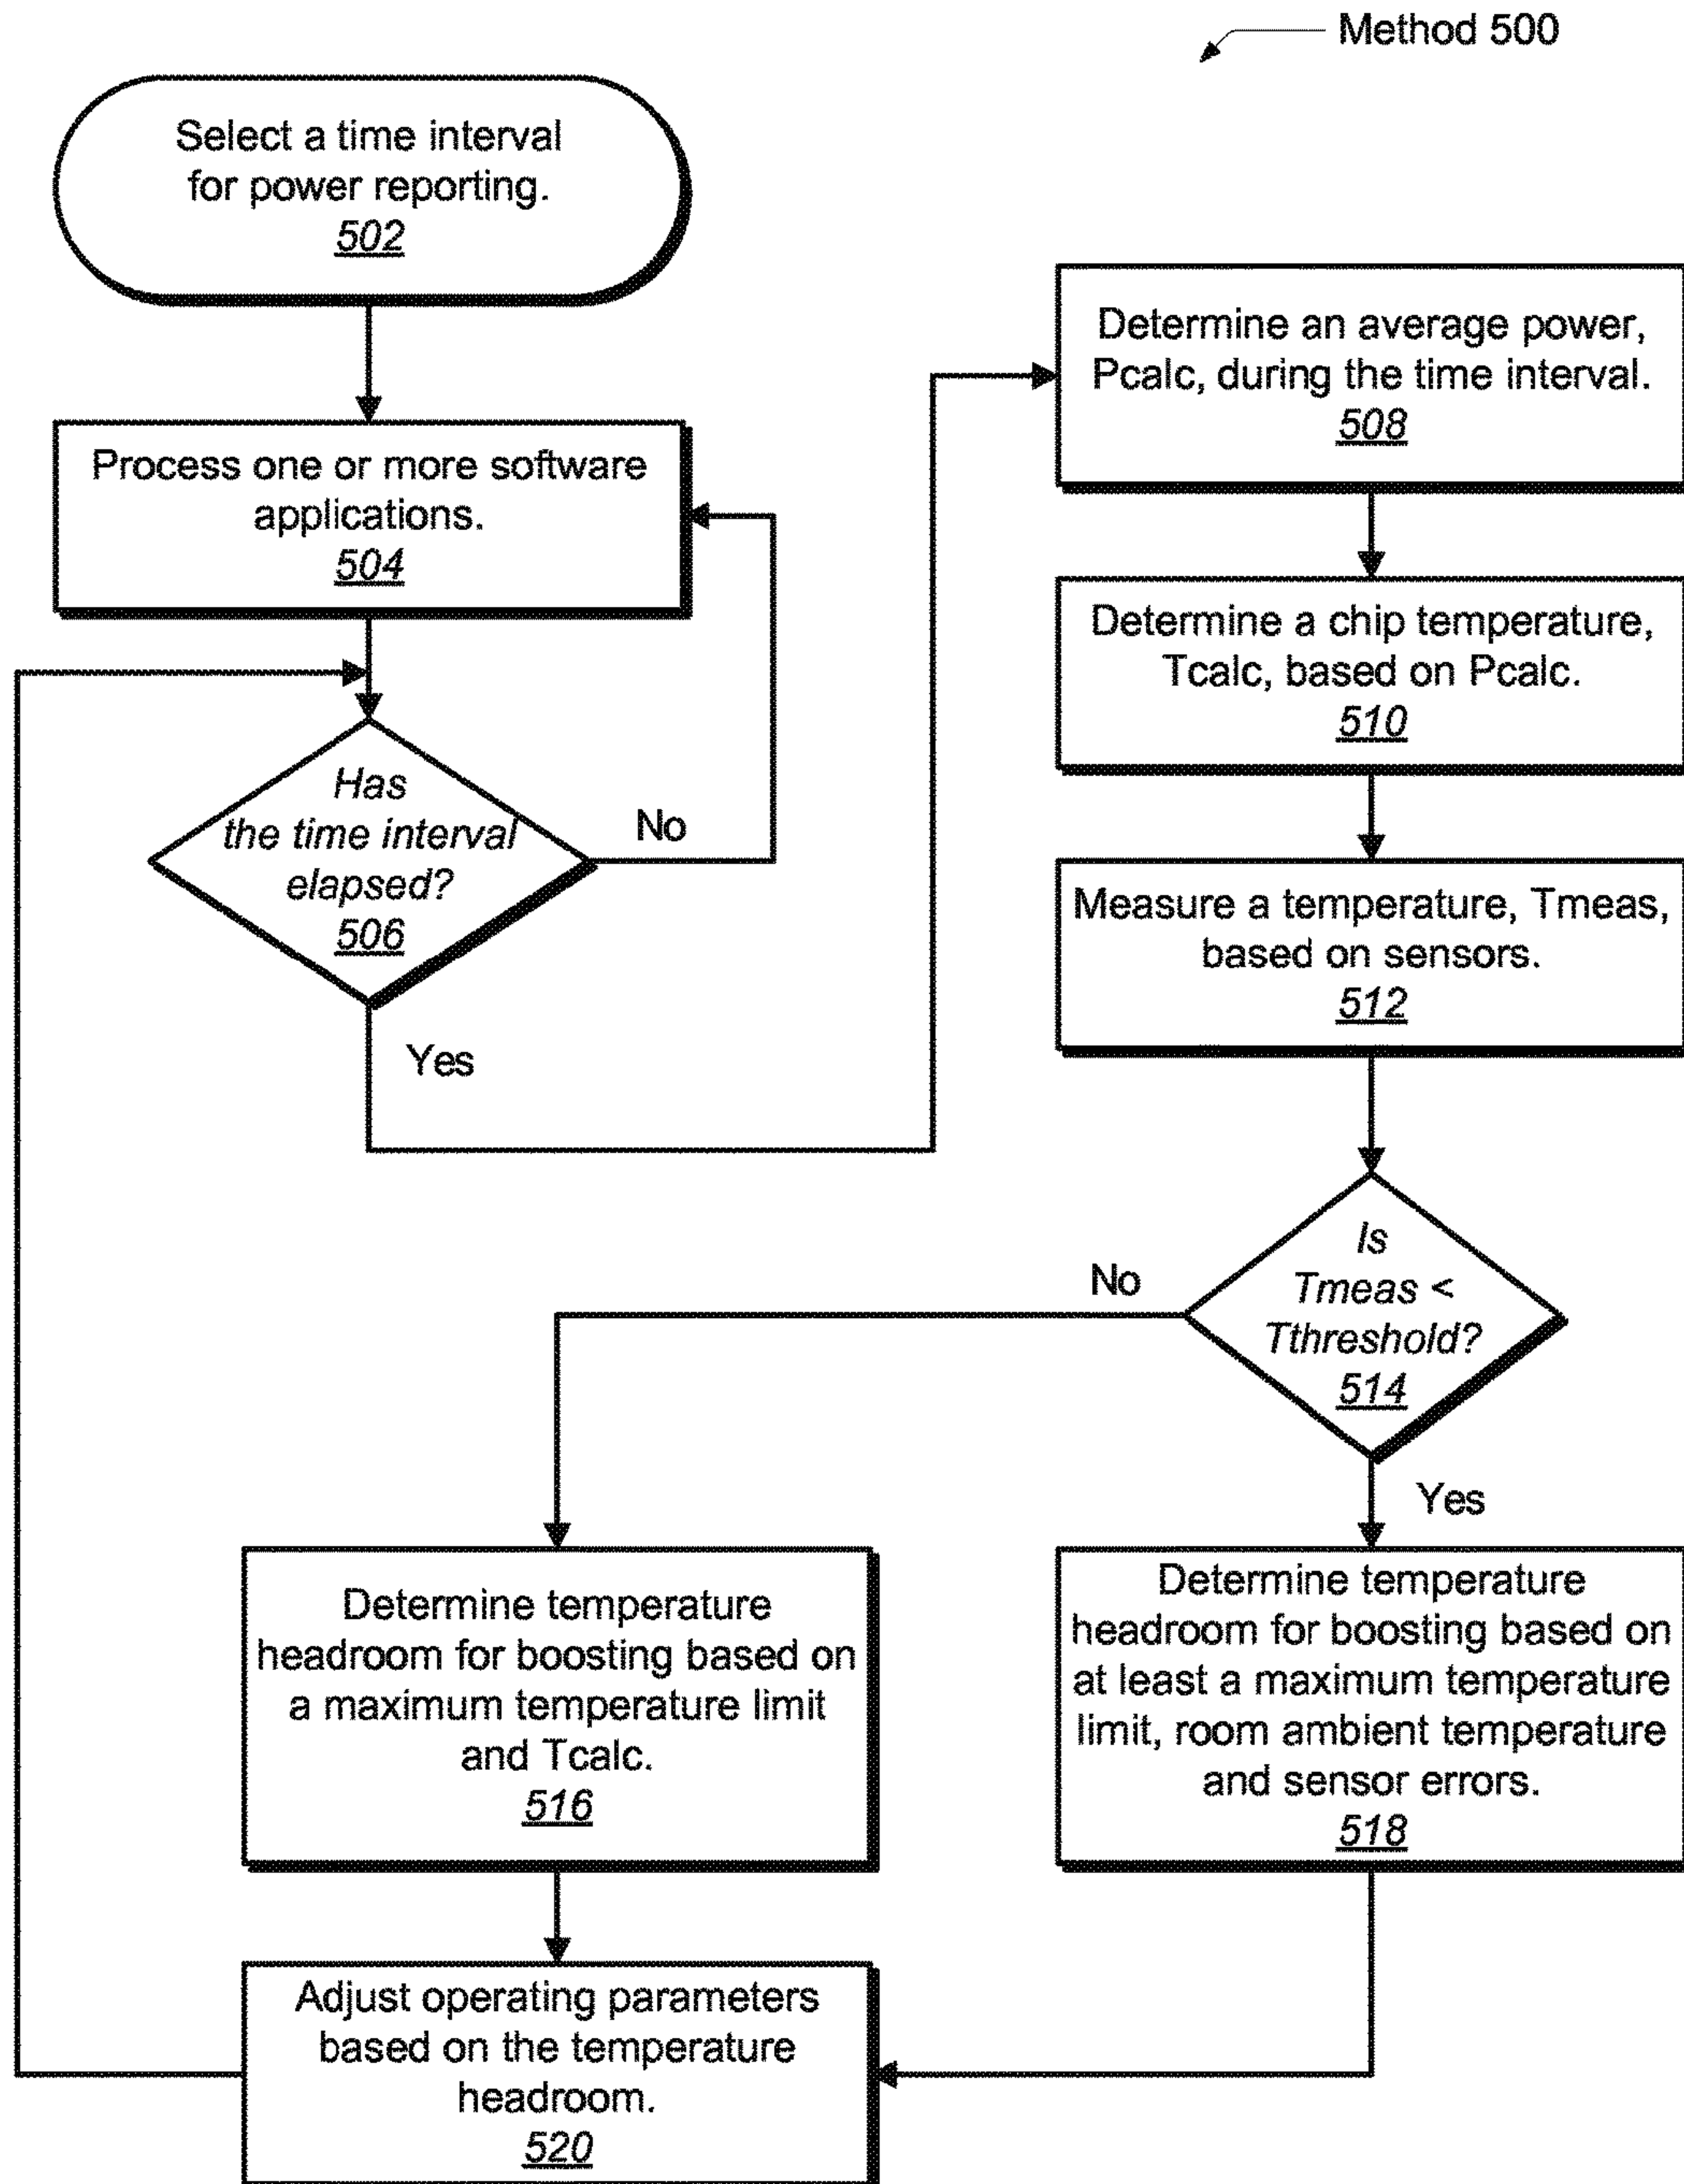 Method 500
Select a time interval
for power reporting.
502
Process one or more software
applications.
504
Has
the time interval
elapsed?
506
No
Yes
Determine an average power,
Pcalc, during the time interval.
508
Determine a chip temperature,
Tcalc, based on Pcalc.
510
Measure a temperature, Tmeas,
based on sensors.
512
Is
Tmeas <
Tthreshold?
514
No
Yes
Determine temperature
headroom for boosting based on
a maximum temperature limit
and Tcalc.
516
Determine temperature
headroom for boosting based on
at least a maximum temperature
limit, room ambient temperature
and sensor errors.
518
Adjust operating parameters
based on the temperature
headroom.
520